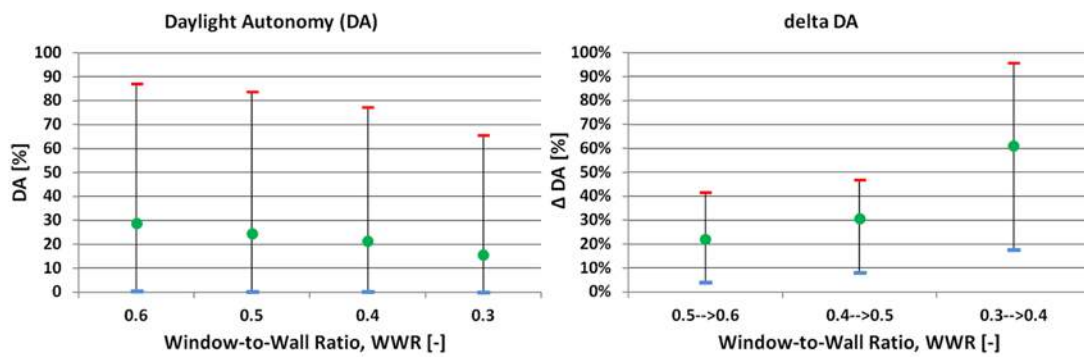 Daylight Autonomy (DA)
100
90
80
70
60
50
40
30
20
10
0
DA [%]
0.6 0.5 0.4 0.3
Window-to-Wall Ratio, WWR [-]
delta DA
100%
90%
80%
70%
60%
50%
40%
30%
20%
10%
0%
Δ DA [%]
0.5-->0.6 0.4-->0.5 0.3-->0.4
Window-to-Wall Ratio, WWR [-]